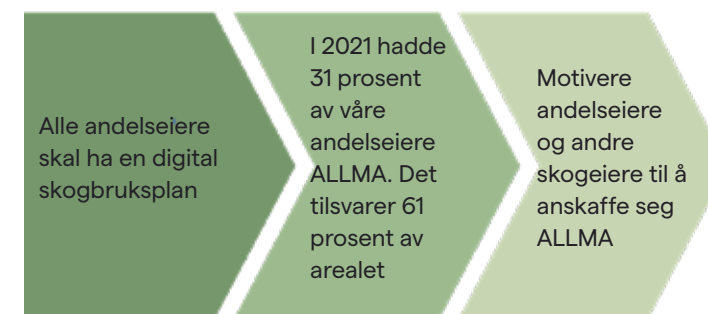 Alle andelseiere
skal ha en digital
skogbruksplan
I 2021 hadde
31 prosent
av våre
andelseiere
ALLMA. Det
tilsvarer 61
prosent av
arealet
Motivere
andelseiere
og andre
skogeiere til å
anskaffe seg
ALLMA